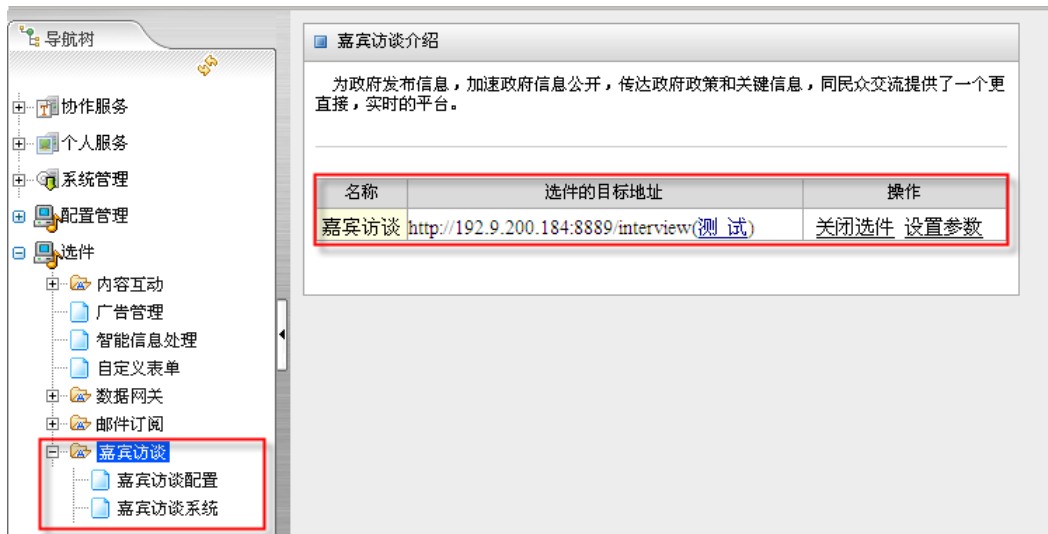 导航树
协作服务
个人服务
系统管理
配置管理
选件
内容互动
广告管理
智能信息处理
自定义表单
数据网关
邮件订阅
嘉宾访谈
嘉宾访谈配置
嘉宾访谈系统
嘉宾访谈介绍
为政府发布信息，加速政府信息公开，传达政府政策和关键信息，同民众交流提供了一个更
直接，实时的平台。
名称 选件的目标地址 操作
嘉宾访谈 http://192.9.200.184:8889/interview(测 试) 关闭选件 设置参数